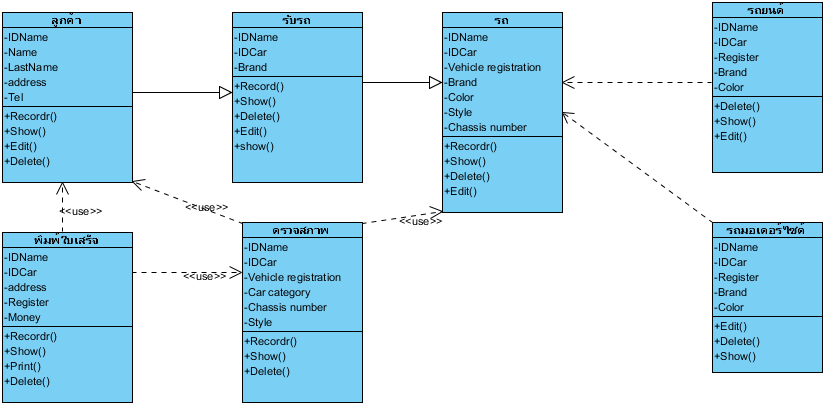 ลูกค้า
-IDName
-Name
-LastName
-address
-Tel
+Recordr()
+Show()
+Edit()
+Delete()
รับรถ
-IDName
-IDCar
-Brand
+Record()
+Show()
+Delete()
+Edit()
+show()
รถ
-IDName
-IDCar
-Vehicle registration
-Brand
-Color
-Style
-Chassis number
+Recordr()
+Show()
+Delete()
+Edit()
รถยนต์
-IDName
-IDCar
-Register
-Brand
-Color
+Delete()
+Show()
+Edit()
<<use>>
<<use>>
<<use>>
<<use>>
พิมพ์ใบเสร็จ
-IDName
-IDCar
-address
-Register
-Money
+Recordr()
+Show()
+Print()
+Delete()
ตรวจสภาพ
-IDName
-IDCar
-Vehicle registration
-Car category
-Chassis number
-Style
+Recordr()
+Show()
+Delete()
รถมอเตอร์ไซต์
-IDName
-IDCar
-Register
-Brand
-Color
+Edit()
+Delete()
+Show()